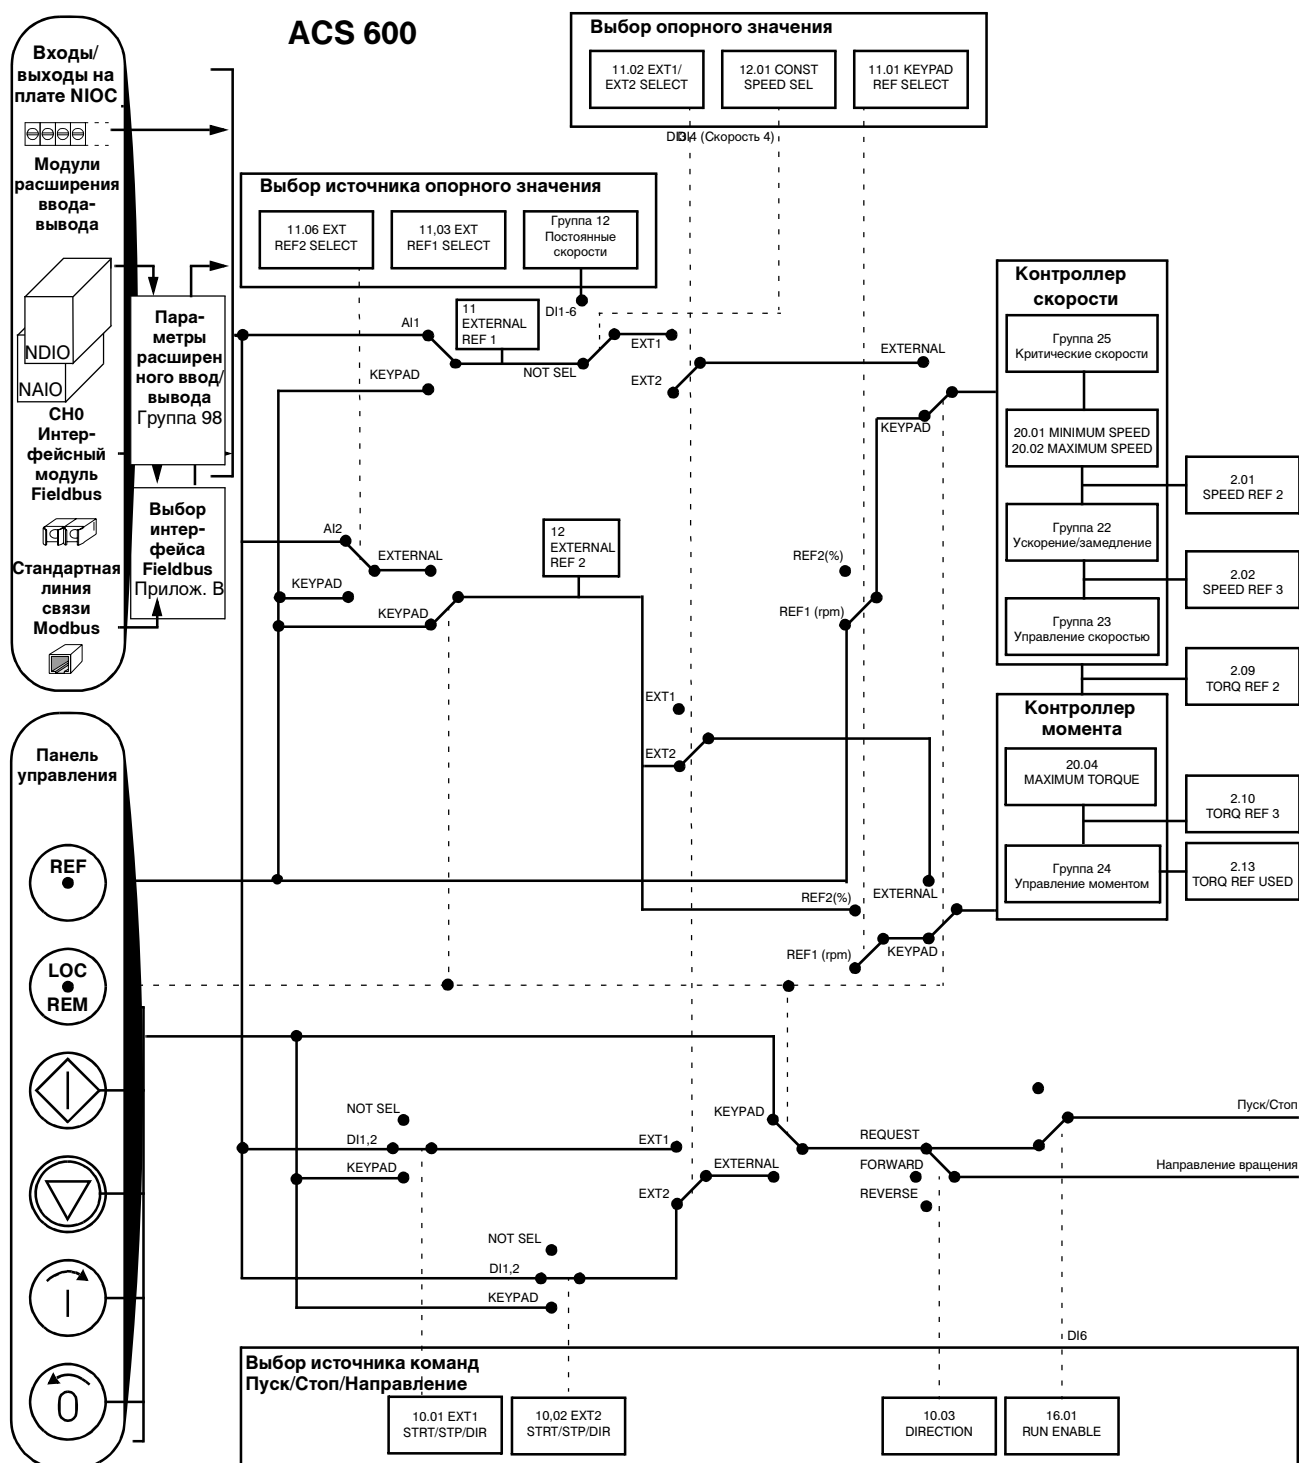 ACS 600
Входы/
выходы на
плате NIOC
Модули
расширения
ввода-
вывода
NDIO
NAIO
CH0
Интер-
фейсный
модуль
Fieldbus
Стандартная
линия
связи
Modbus
Пара-
метры
расширен
ного ввод/
вывода
Группа 98
Выбор
интер-
фейса
Fieldbus
Прилож. B
Выбор опорного значения
11.02 EXT1/
EXT2 SELECT
12.01 CONST
SPEED SEL
11.01 KEYPAD
REF SELECT
DI3
DI4 (Скорость 4)
Выбор источника опорного значения
11.06 EXT
REF2 SELECT
11,03 EXT
REF1 SELECT
Группа 12
Постоянные
скорости
DI1-6
AI1
KEYPAD
11
EXTERNAL
REF 1
NOT SEL
EXT1
EXT2
EXTERNAL
KEYPAD
AI2
EXTERNAL
KEYPAD
KEYPAD
12
EXTERNAL
REF 2
REF2(%)
REF1 (rpm)
EXT1
EXT2
REF2(%)
EXTERNAL
REF1 (rpm)
KEYPAD
Контроллер
скорости
Группа 25
Критические скорости
20.01 MINIMUM SPEED
20.02 MAXIMUM SPEED
Группа 22
Ускорение/замедление
Группа 23
Управление скоростью
2.01
SPEED REF 2
2.02
SPEED REF 3
2.09
TORQ REF 2
Контроллер
момента
20.04
MAXIMUM TORQUE
Группа 24
Управление моментом
2.10
TORQ REF 3
2.13
TORQ REF USED
Панель
управления
REF
LOC
REM
NOT SEL
DI1,2
KEYPAD
EXT1
EXT2
KEYPAD
EXTERNAL
NOT SEL
DI1,2
KEYPAD
REQUEST
FORWARD
REVERSE
Пуск/Стоп
Направление вращения
DI6
Выбор источника команд
Пуск/Стоп/Направление
10.01 EXT1
STRT/STP/DIR
10,02 EXT2
STRT/STP/DIR
10.03
DIRECTION
16.01
RUN ENABLE